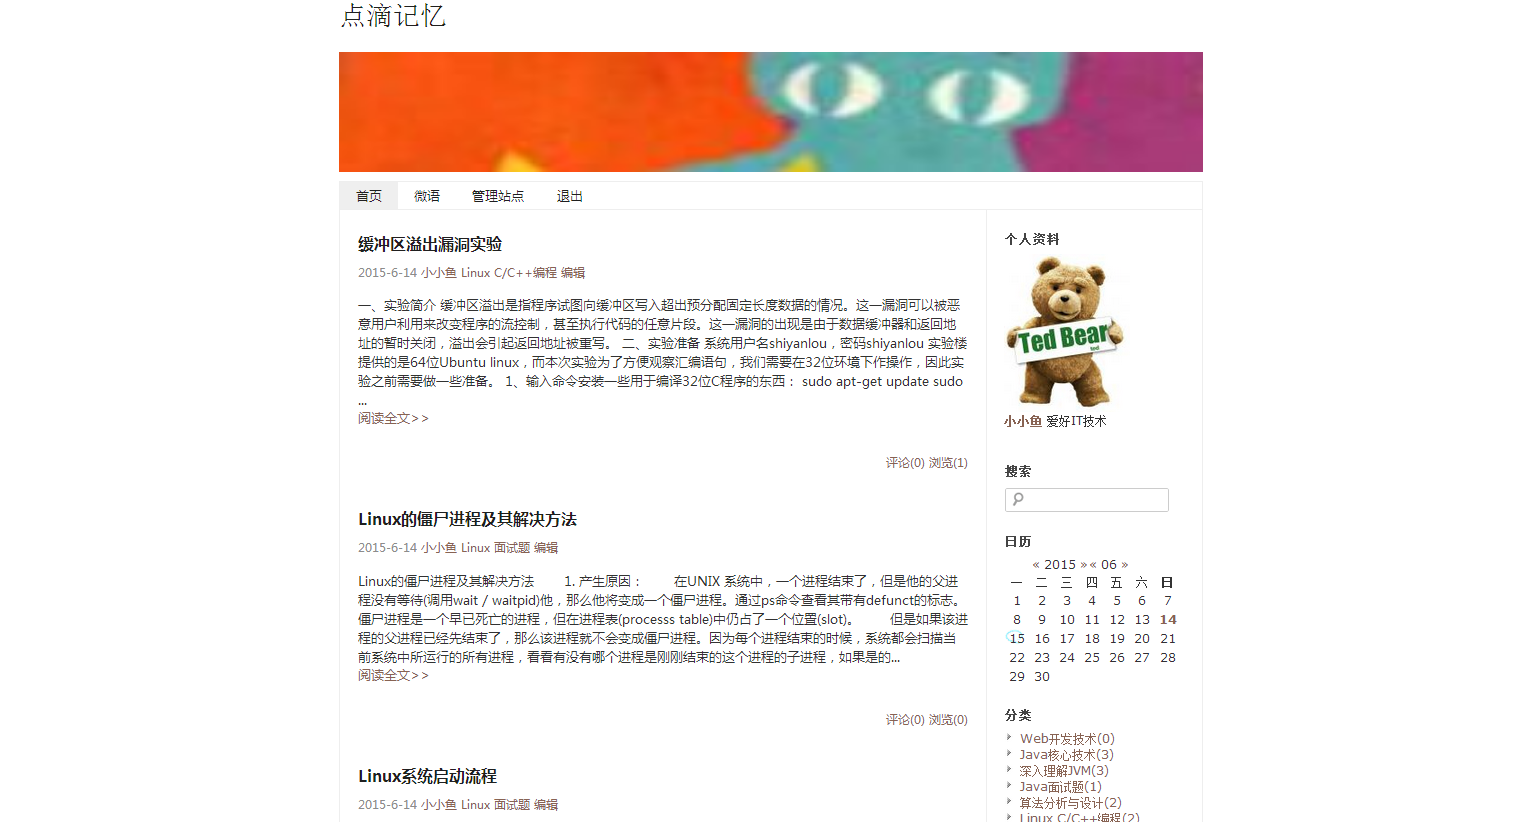 点滴记忆
首页 微语 管理站点 退出
缓冲区溢出漏洞实验
2015-6-14 小小鱼 Linux C/C++编程 编辑
一、实验简介 缓冲区溢出是指程序试图向缓冲区写入超出预分配固定长度数据的情况。这一漏洞可以被恶
意用户利用来改变程序的流控制，甚至执行代码的任意片段。这一漏洞的出现是由于数据缓冲器和返回地
址的暂时关闭，溢出会引起返回地址被重写。 二、实验准备 系统用户名shiyanlou，密码shiyanlou 实验楼
提供的是64位Ubuntu linux，而本次实验为了方便观察汇编语句，我们需要在32位环境下作操作，因此实
验之前需要做一些准备。 1、输入命令安装一些用于编译32位C程序的东西： sudo apt-get update sudo
...
阅读全文>>
评论(0) 浏览(1)
Linux的僵尸进程及其解决方法
2015-6-14 小小鱼 Linux 面试题 编辑
Linux的僵尸进程及其解决方法 1. 产生原因： 在UNIX 系统中，一个进程结束了，但是他的父进
程没有等待(调用wait / waitpid)他，那么他将变成一个僵尸进程。通过ps命令查看其带有defunct的标志。
僵尸进程是一个早已死亡的进程，但在进程表(processs table)中仍占了一个位置(slot)。 但是如果该进
程的父进程已经先结束了，那么该进程就不会变成僵尸进程。因为每个进程结束的时候，系统都会扫描当
前系统中所运行的所有进程，看看有没有哪个进程是刚刚结束的这个进程的子进程，如果是的...
阅读全文>>
评论(0) 浏览(0)
Linux系统启动流程
2015-6-14 小小鱼 Linux 面试题 编辑
个人资料
Ted Bear
ted
小小鱼 爱好IT技术
搜索
日历
« 2015 »« 06 »
一 二 三 四 五 六 日
1 2 3 4 5 6 7
8 9 10 11 12 13 14
15 16 17 18 19 20 21
22 23 24 25 26 27 28
29 30
分类
Web开发技术(0)
Java核心技术(3)
深入理解JVM(3)
Java面试题(1)
算法分析与设计(2)
Linux C/C++编程(2)